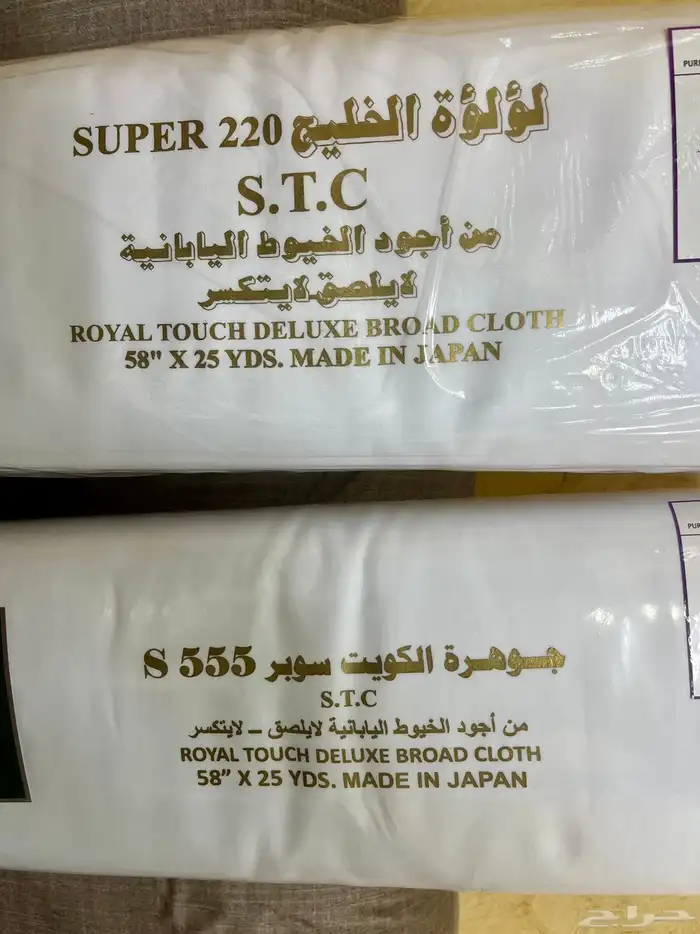 لؤلؤة الخليج SUPER 220
S.T.C
من أجود الخيوط اليابانية
لايلصق لايتكسر
ROYAL TOUCH DELUXE BROAD CLOTH
58" X 25 YDS. MADE IN JAPAN
جوهرة الكويت سوبر S 555
S.T.C
من أجود الخيوط اليابانية لايلصق – لايتكسر
ROYAL TOUCH DELUXE BROAD CLOTH
58” X 25 YDS. MADE IN JAPAN
حراج